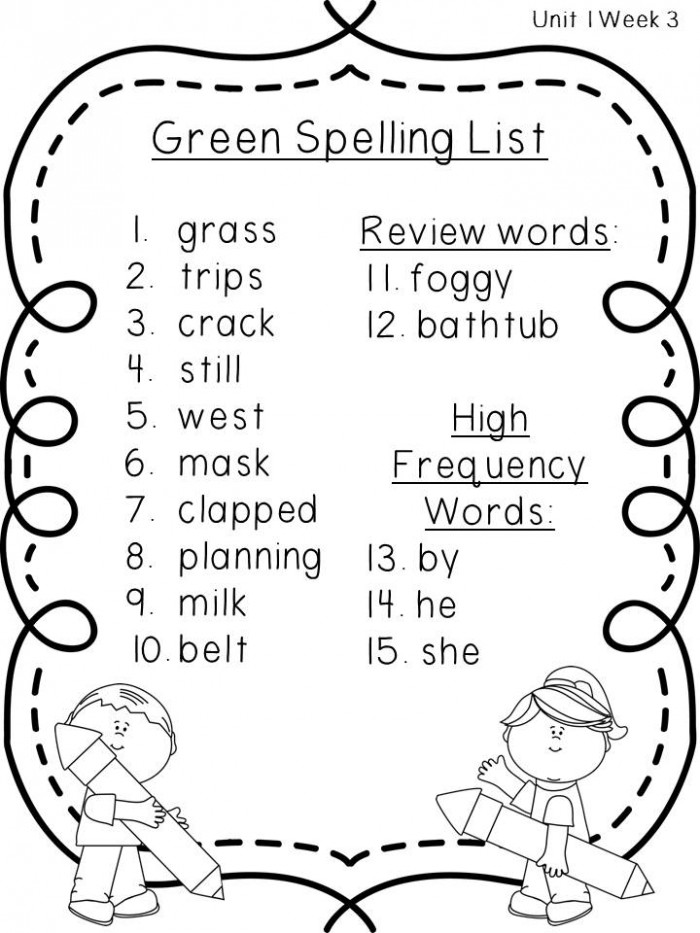 Unit 1 Week 3
Green Spelling List
1. grass
2. trips
3. crack
4. still
5. west
6. mask
7. clapped
8. planning
9. milk
10. belt
Review words:
11. foggy
12. bathtub
High
Frequency
Words:
13. by
14. he
15. she